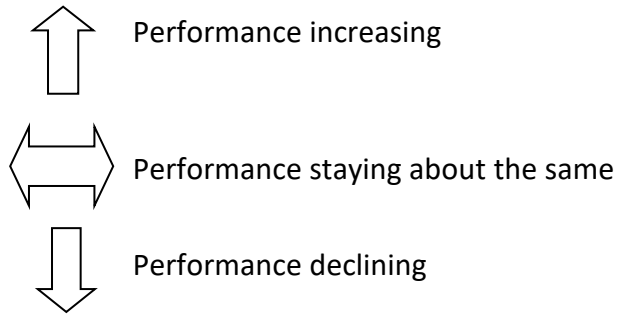 Performance increasing
Performance staying about the same
Performance declining